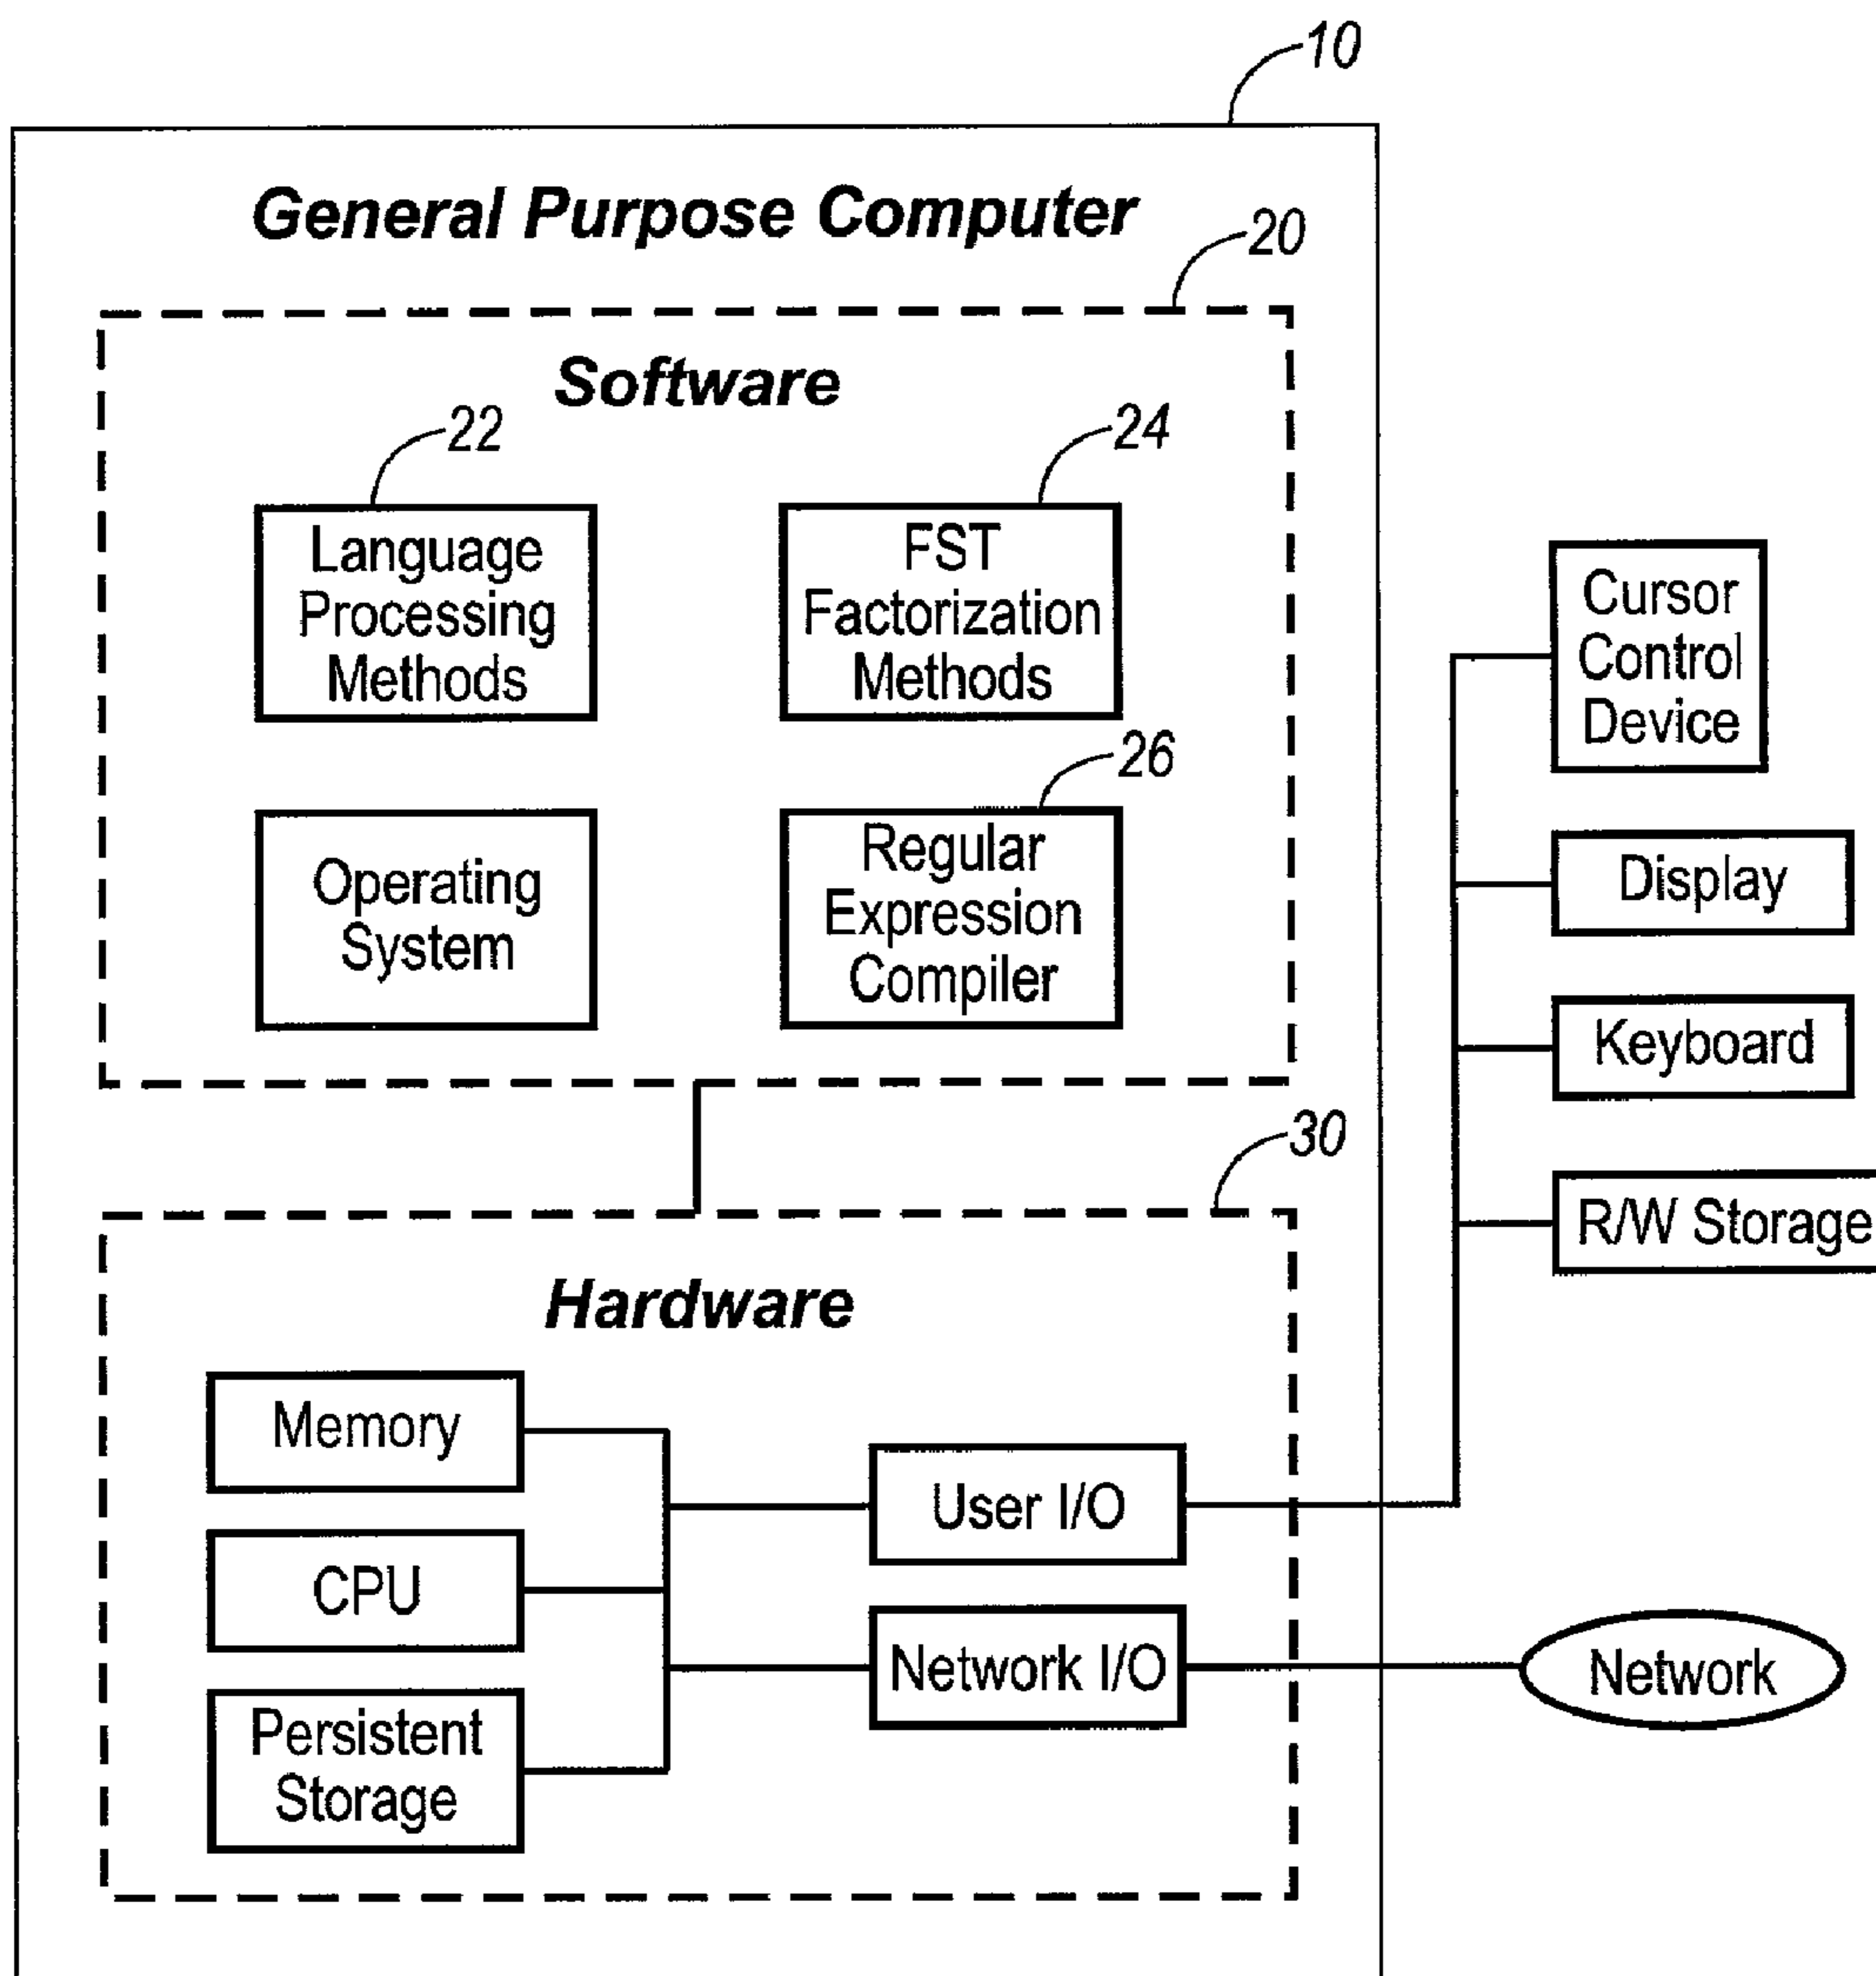 10
General Purpose Computer
20
Software
22
Language
Processing
Methods
24
FST
Factorization
Methods
Operating
System
26
Regular
Expression
Compiler
30
Hardware
Memory
CPU
Persistent
Storage
User I/O
Network I/O
Cursor
Control
Device
Display
Keyboard
R/W Storage
Network